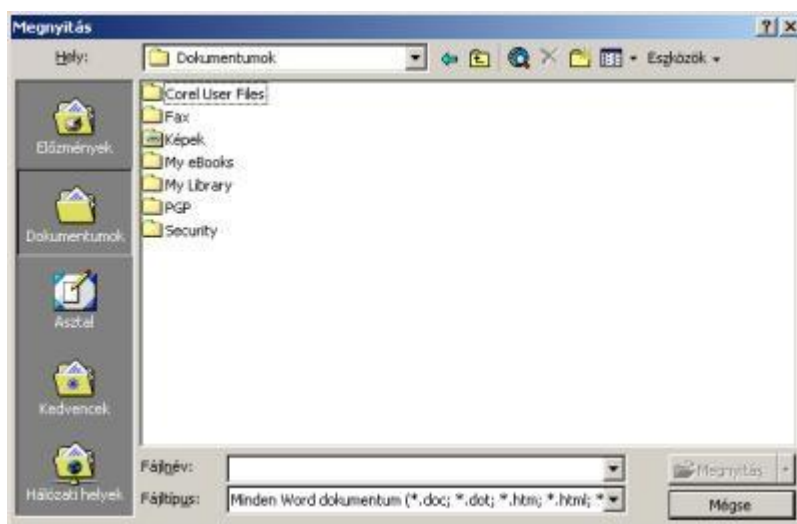 Megnyitás
Hely:
Dokumentumok
Eszközök
Előzmények
Dokumentumok
Asztal
Kedvencek
Hálózati helyek
Corel User Files
Fax
Képek
My eBooks
My Library
PGP
Security
Fájlnév:
Megnyitás
Fájltípus:
Minden Word dokumentum (*.doc; *.dot; *.htm; *.html; *
Mégse